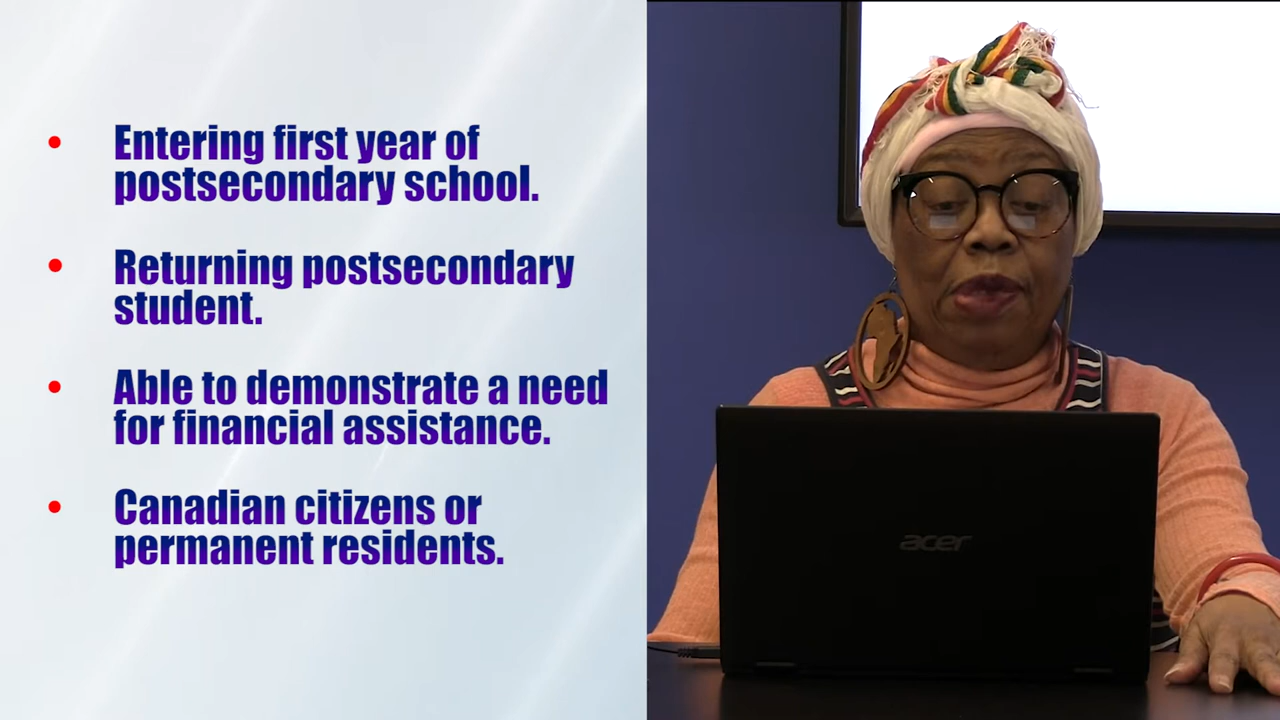 Entering first year of
postsecondary school.
Returning postsecondary
student.
Able to demonstrate a need
for financial assistance.
Canadian citizens or
permanent residents.
acer